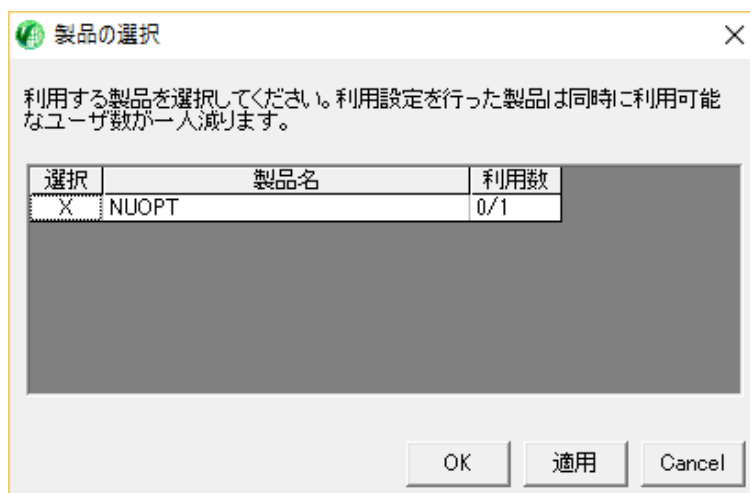 製品の選択
利用する製品を選択してください。利用設定を行った製品は同時に利用可能
なユーザ数が一人減ります。
選択 製品名 利用数
X NUOPT 0/1
OK 適用 Cancel